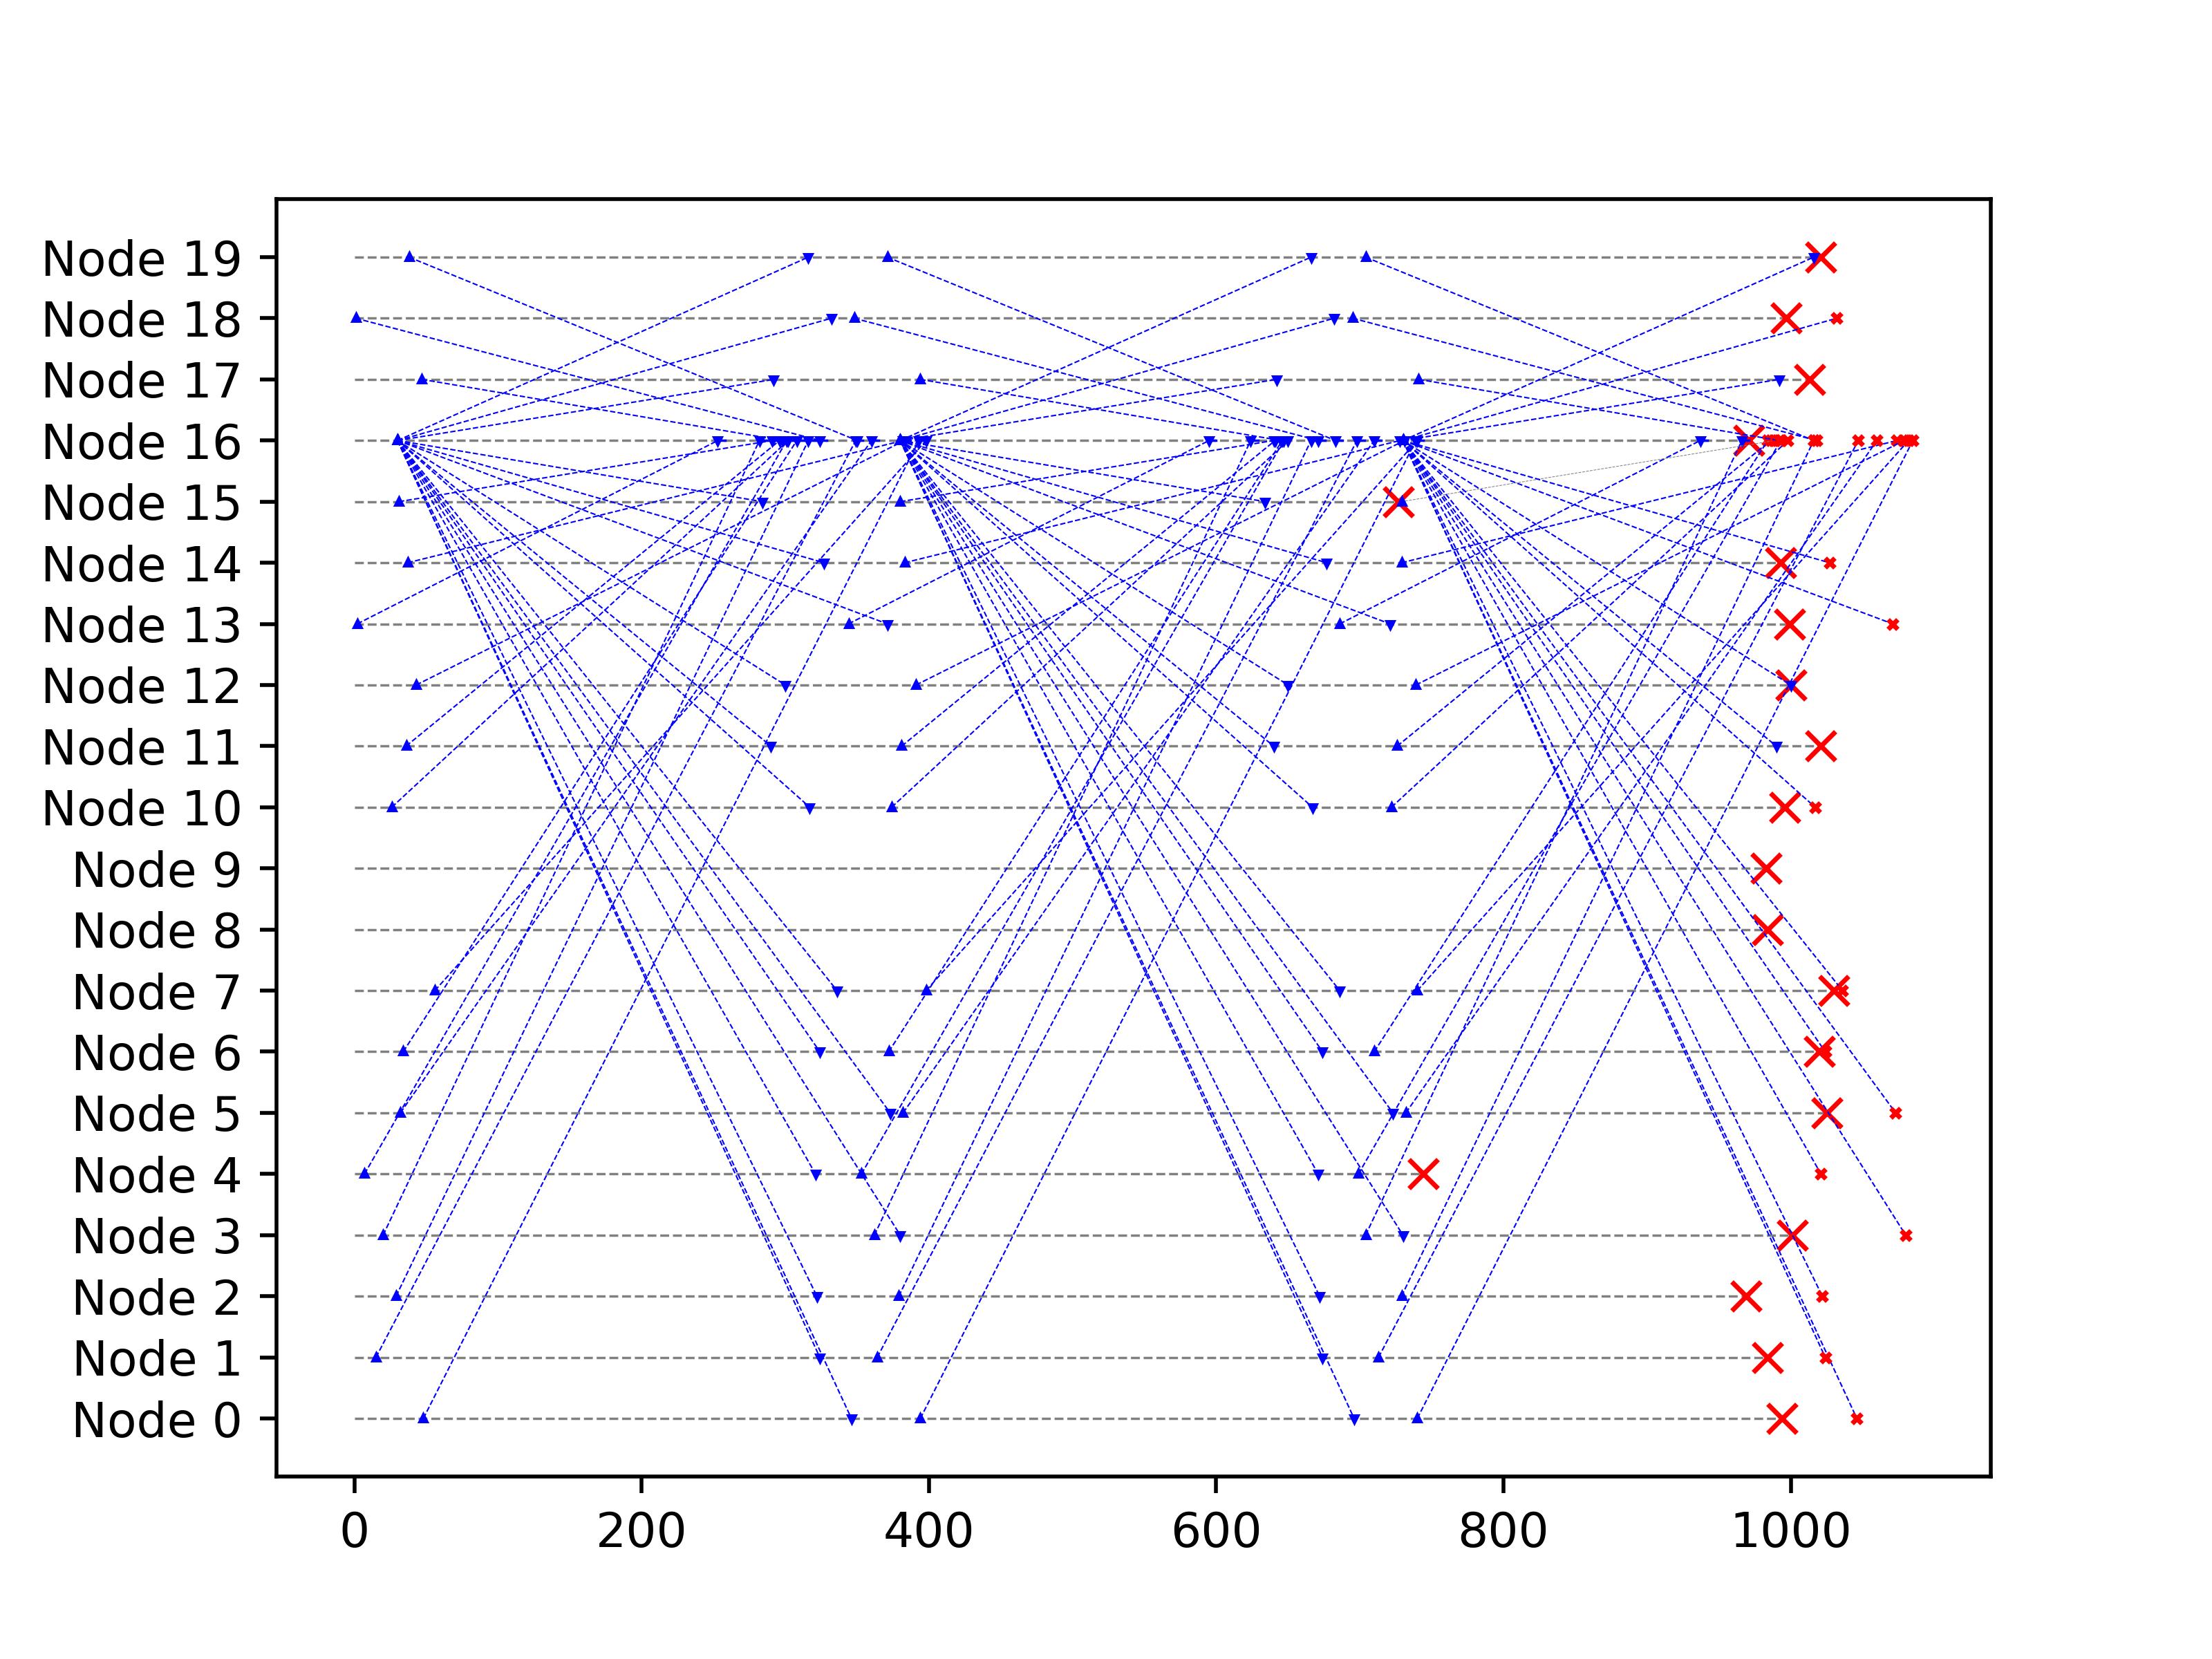 Node 19
Node 18
Node 17
Node 16
Node 15
Node 14
Node 13
Node 12
Node 11
Node 10
Node 9
Node 8
Node 7
Node 6
Node 5
Node 4
Node 3
Node 2
Node 1
Node 0
0 200 400 600 800 1000